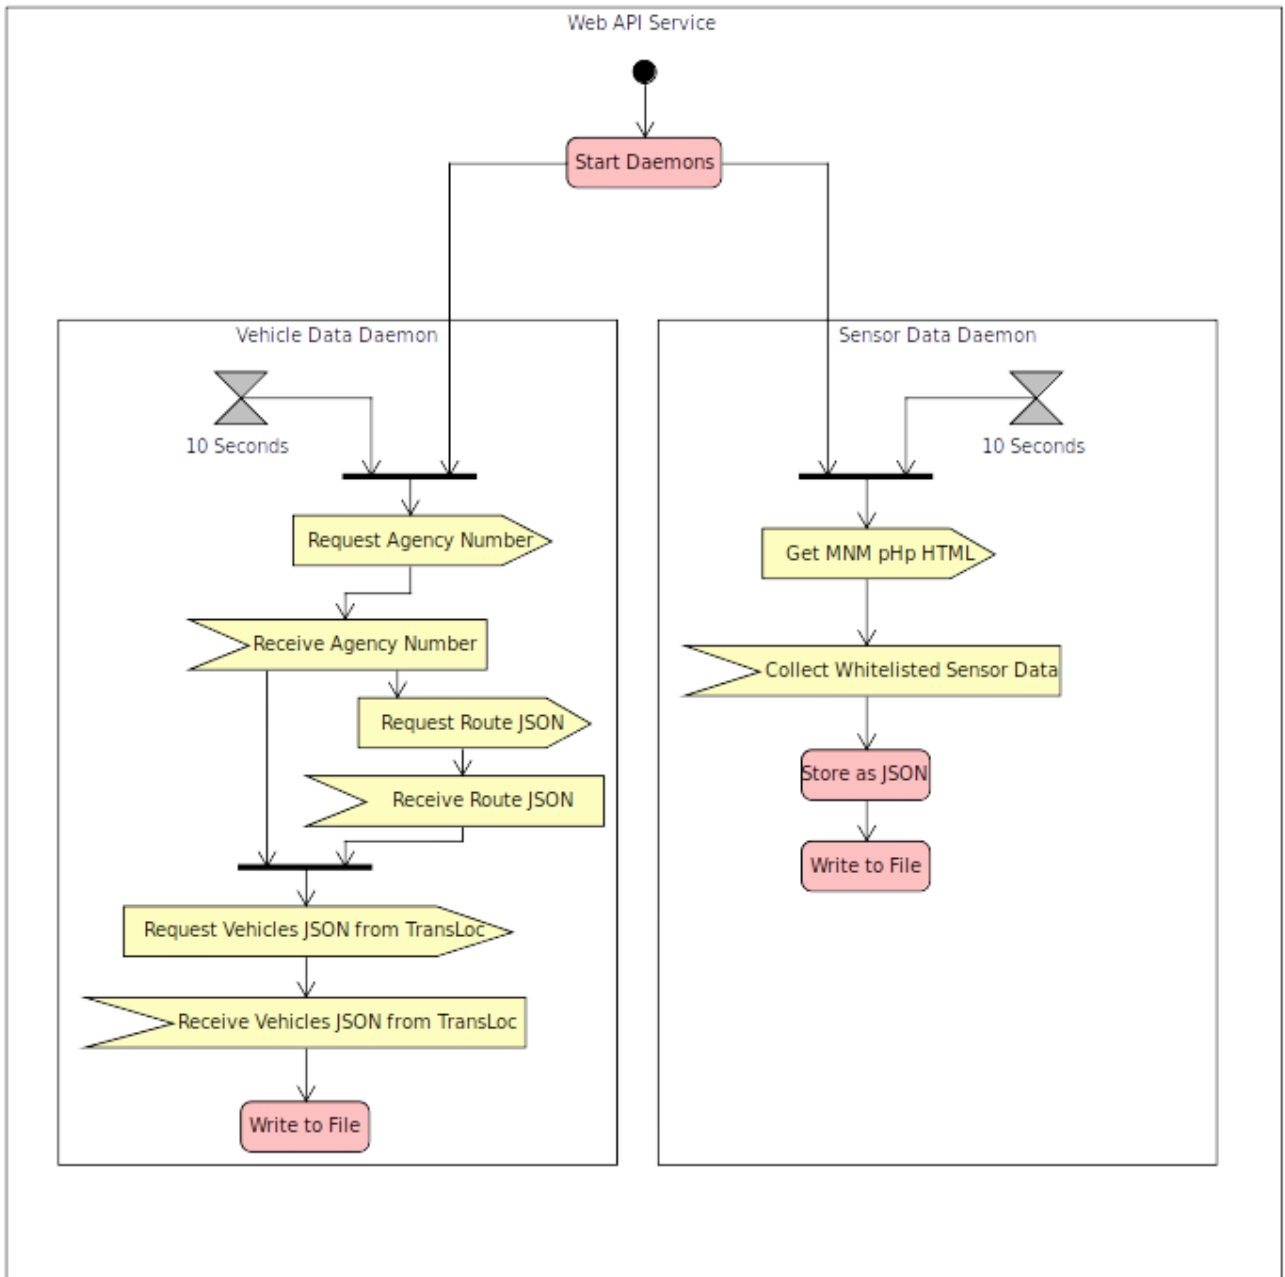 Web API Service
Start Daemons
Vehicle Data Daemon
10 Seconds
Request Agency Number
Receive Agency Number
Request Route JSON
Receive Route JSON
Request Vehicles JSON from TransLoc
Receive Vehicles JSON from TransLoc
Write to File
Sensor Data Daemon
10 Seconds
Get MNM pHp HTML
Collect Whitelisted Sensor Data
Store as JSON
Write to File